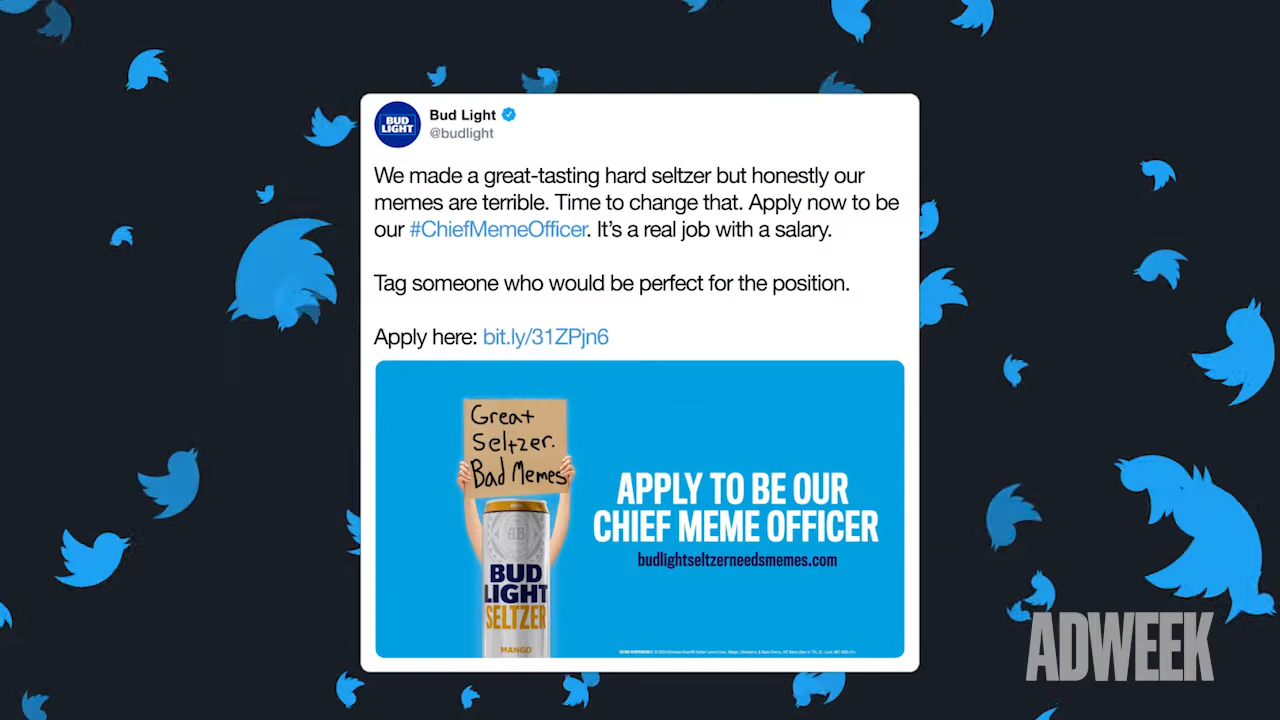 BUD
LIGHT
Bud Light
@budlight
We made a great-tasting hard seltzer but honestly our
memes are terrible. Time to change that. Apply now to be
our #ChiefMemeOfficer. It's a real job with a salary.
Tag someone who would be perfect for the position.
Apply here: bit.ly/31ZPjn6
Great
Seltzer.
Bad Memes
APPLY TO BE OUR
CHIEF MEME OFFICER
budlightseltzerneedsmemes.com
AB
BUD
LIGHT
SELTZER
MANGO
ADWEEK